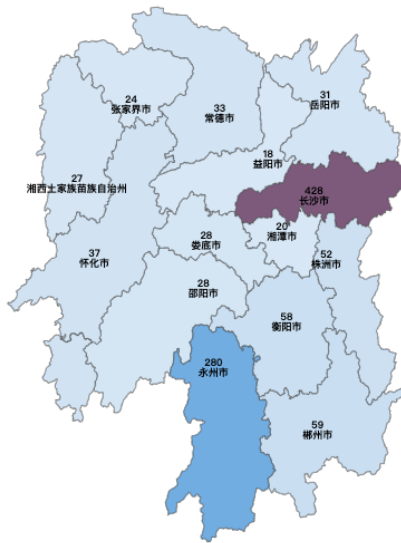 24
张家界市
33
常德市
31
岳阳市
18
益阳市
27
湘西土家族苗族自治州
428
长沙市
20
湘潭市
28
娄底市
52
株洲市
37
怀化市
28
邵阳市
58
衡阳市
280
永州市
59
郴州市